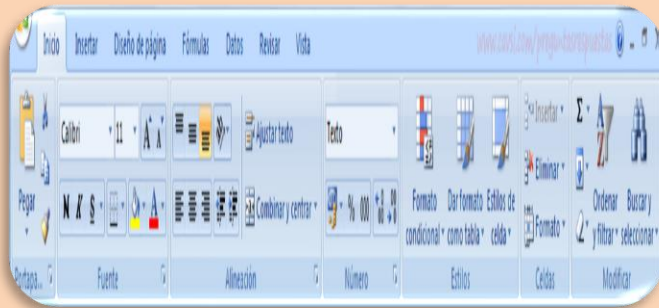 Inicio Insertar Diseño de página Fórmulas Datos Revisar Vista
Calibri 11 A A Ajustar texto Texto Insertar Σ
Pegar Eliminar
N K S A Combinar y centrar % 000 Formato condicional Dar formato como tabla Estilos de celda Formato Ordenar y filtrar Buscar y seleccionar
Portapa... Fuente Alineación Número Estilos Celdas Modificar